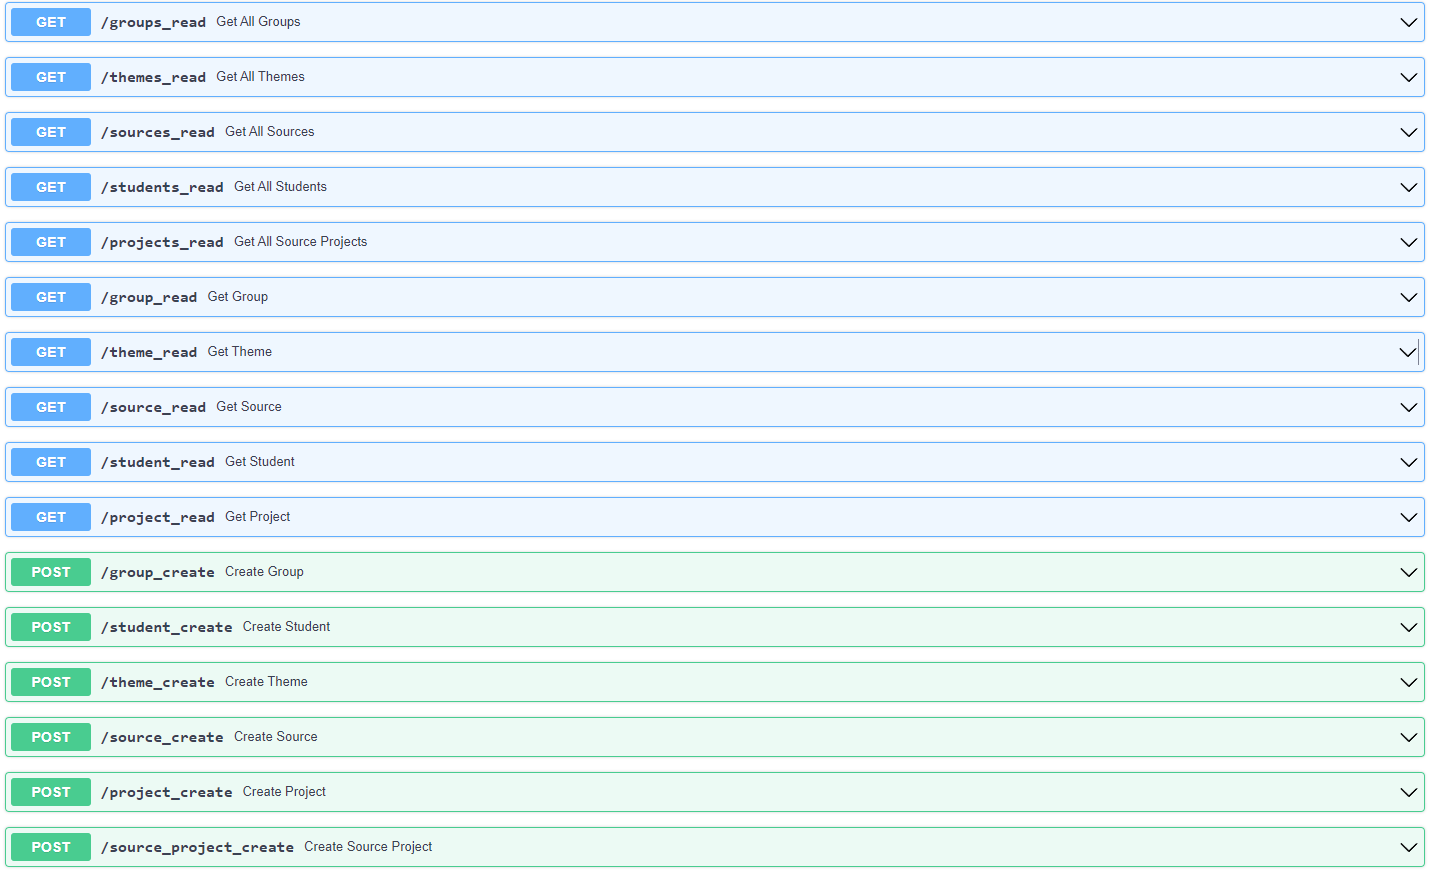 GET /groups_read Get All Groups
GET /themes_read Get All Themes
GET /sources_read Get All Sources
GET /students_read Get All Students
GET /projects_read Get All Source Projects
GET /group_read Get Group
GET /theme_read Get Theme
GET /source_read Get Source
GET /student_read Get Student
GET /project_read Get Project
POST /group_create Create Group
POST /student_create Create Student
POST /theme_create Create Theme
POST /source_create Create Source
POST /project_create Create Project
POST /source_project_create Create Source Project